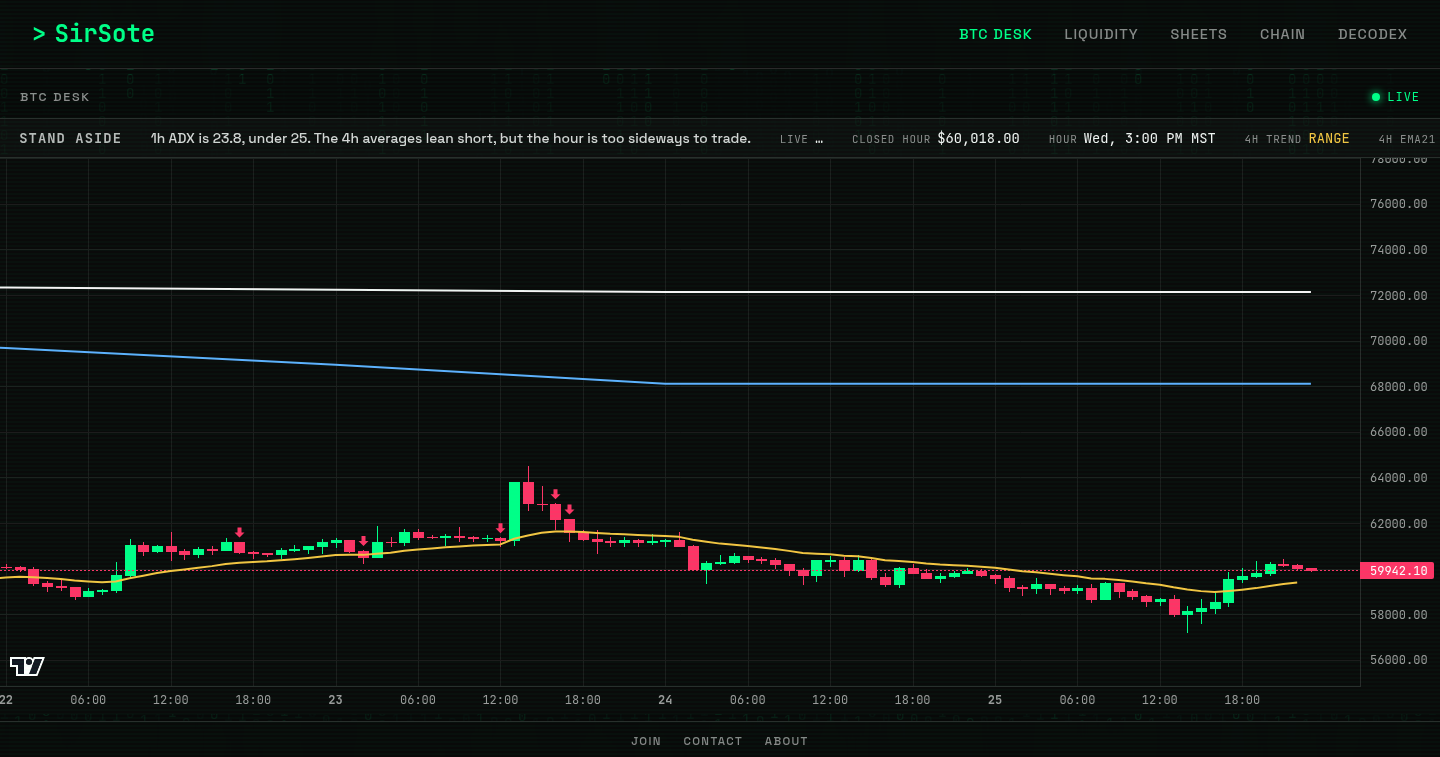 > SirSote
BTC DESK LIQUIDITY SHEETS CHAIN DECODEX
BTC DESK
LIVE
STAND ASIDE 1h ADX is 23.8, under 25. The 4h averages lean short, but the hour is too sideways to trade. LIVE … CLOSED HOUR $60,018.00 HOUR Wed, 3:00 PM MST 4H TREND RANGE 4H EMA21
78000.00
76000.00
74000.00
72000.00
70000.00
68000.00
66000.00
64000.00
62000.00
59942.10
58000.00
56000.00
22 06:00 12:00 18:00 23 06:00 12:00 18:00 24 06:00 12:00 18:00 25 06:00 12:00 18:00
JOIN CONTACT ABOUT